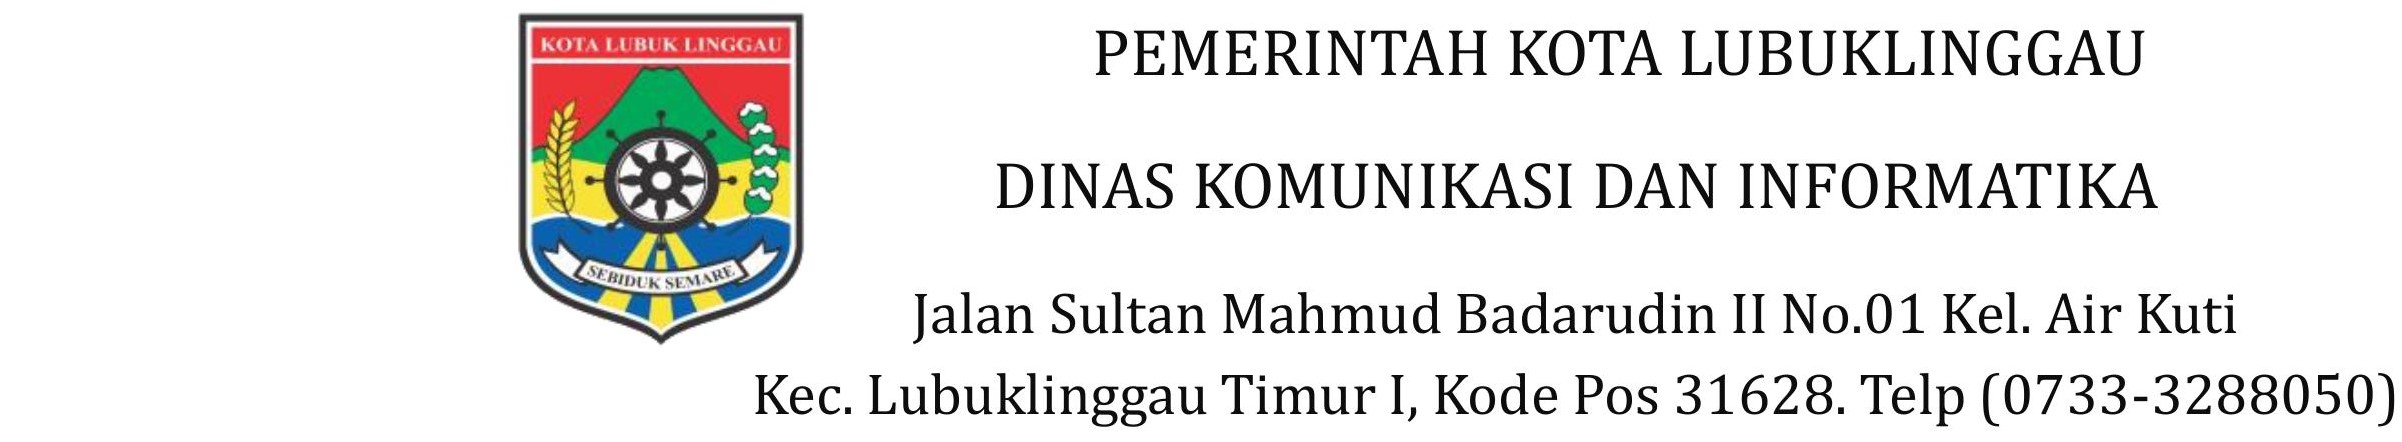 KOTA LUBUK LINGGAU
SEBIDUK SEMARE
PEMERINTAH KOTA LUBUKLINGGAU
DINAS KOMUNIKASI DAN INFORMATIKA
Jalan Sultan Mahmud Badarudin II No.01 Kel. Air Kuti
Kec. Lubuklinggau Timur I, Kode Pos 31628. Telp (0733-3288050)